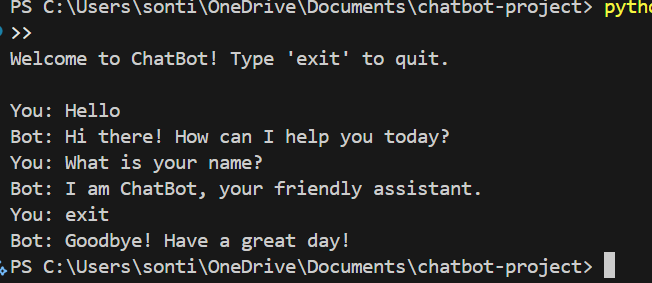 PS C:\Users\sonti\OneDrive\Documents\chatbot-project> pytho
>>
Welcome to ChatBot! Type 'exit' to quit.
You: Hello
Bot: Hi there! How can I help you today?
You: What is your name?
Bot: I am ChatBot, your friendly assistant.
You: exit
Bot: Goodbye! Have a great day!
PS C:\Users\sonti\OneDrive\Documents\chatbot-project>